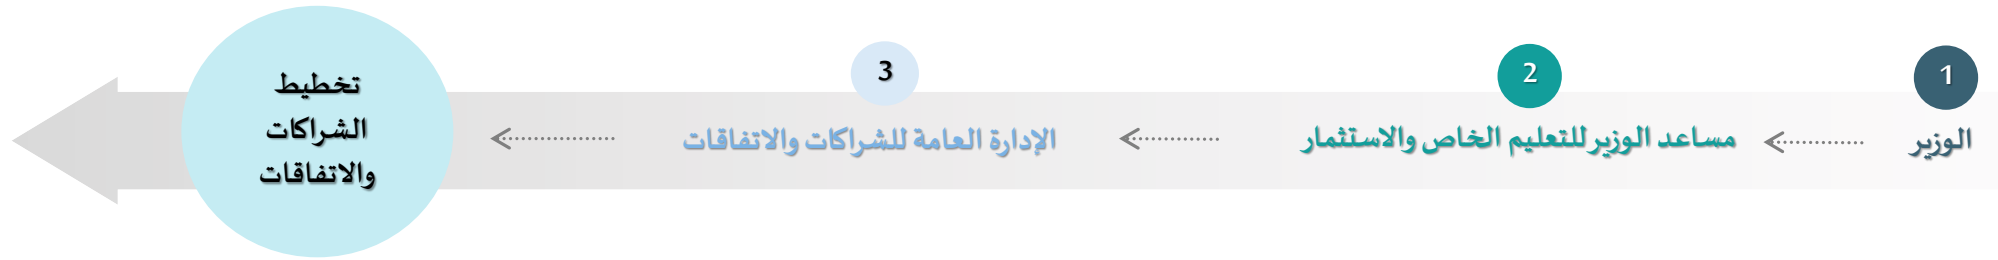 1
الوزير
2
مساعد الوزير للتعليم الخاص والاستثمار
3
الإدارة العامة للشراكات والاتفاقات
تخطيط
الشراكات
والاتفاقات